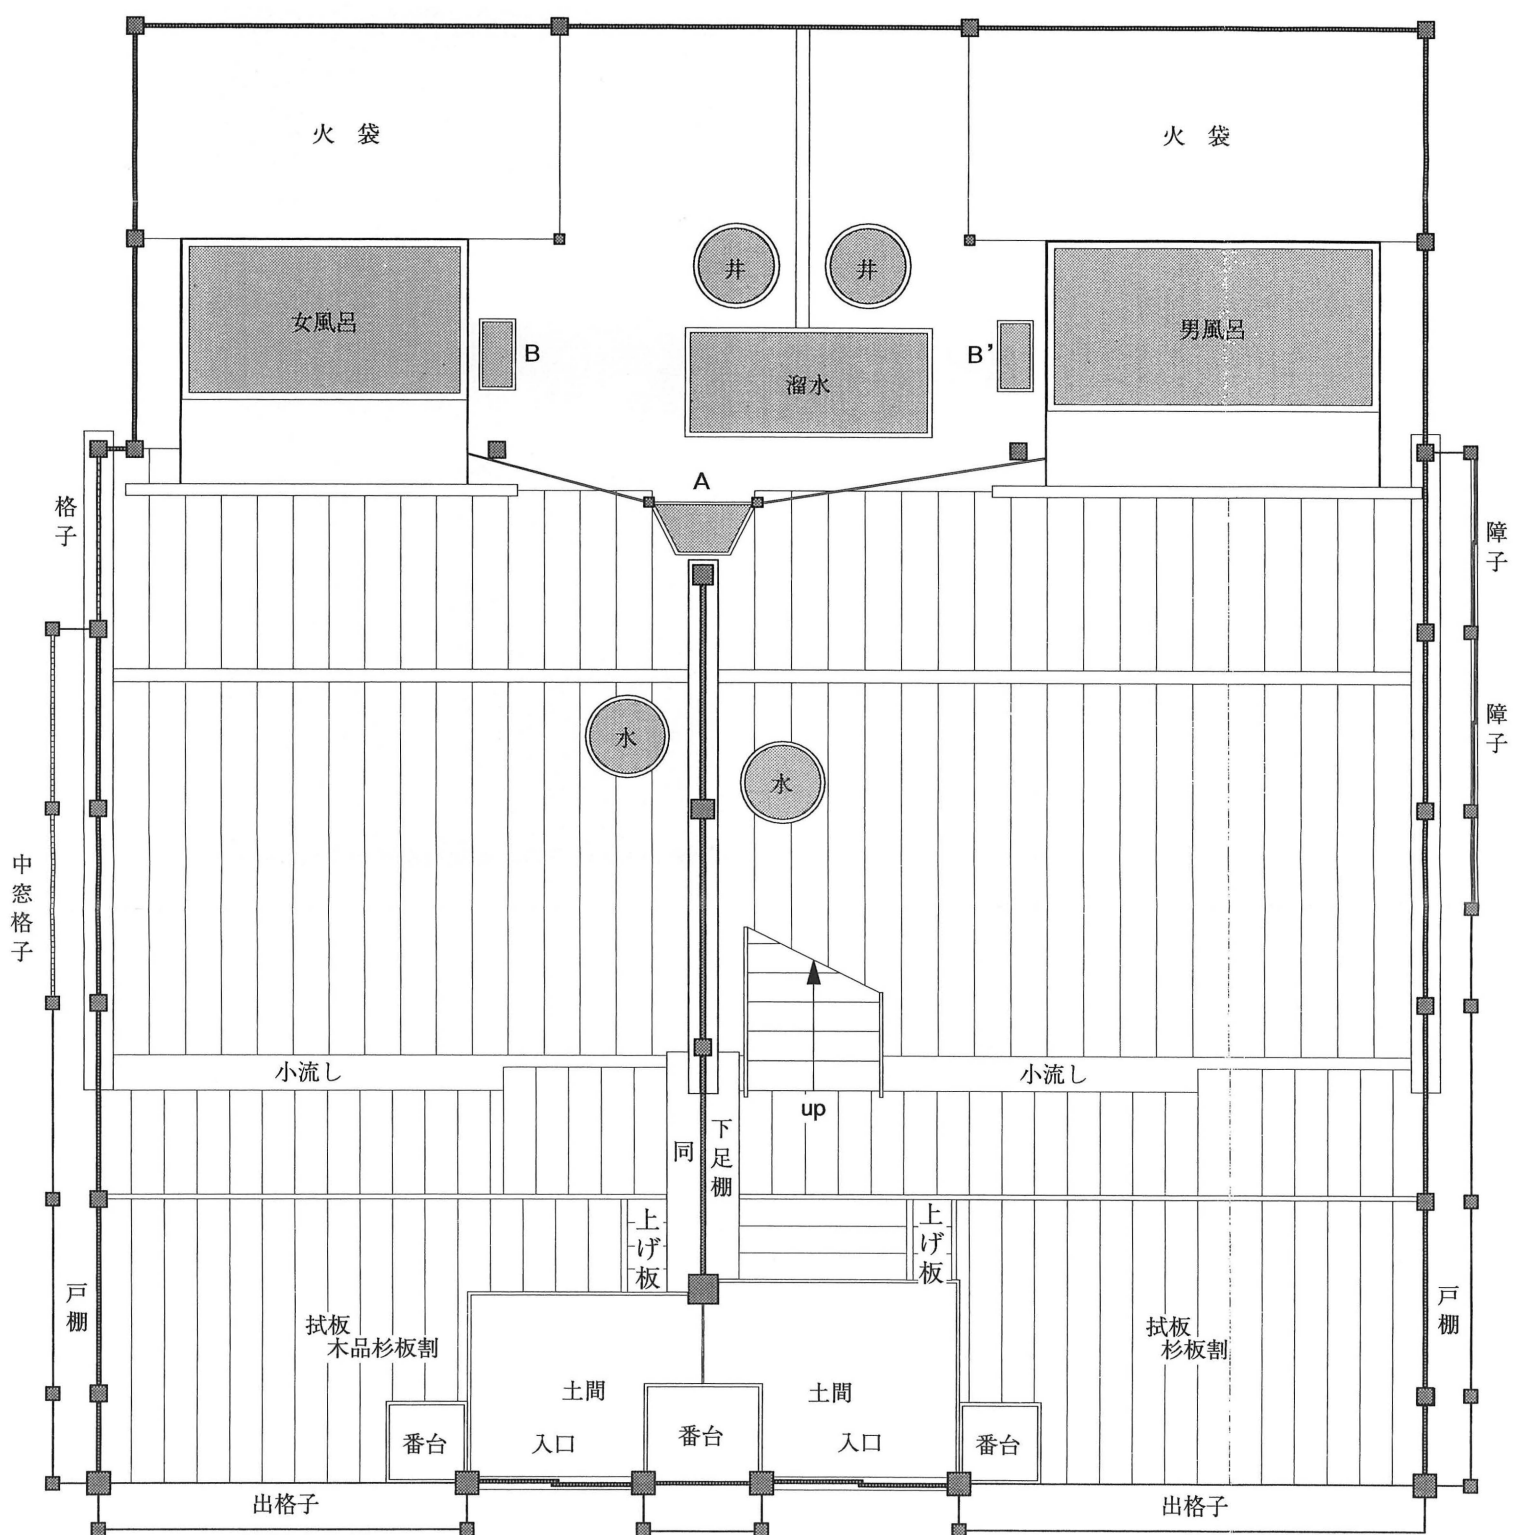 火袋
火袋
井
井
女風呂
男風呂
B
B’
溜水
A
格子
障子
障子
水
水
中窓格子
小流し
小流し
up
同
下足棚
上げ板
上げ板
戸棚
戸棚
拭板
木品杉板割
拭板
杉板割
土間
土間
番台
入口
番台
入口
番台
出格子
出格子